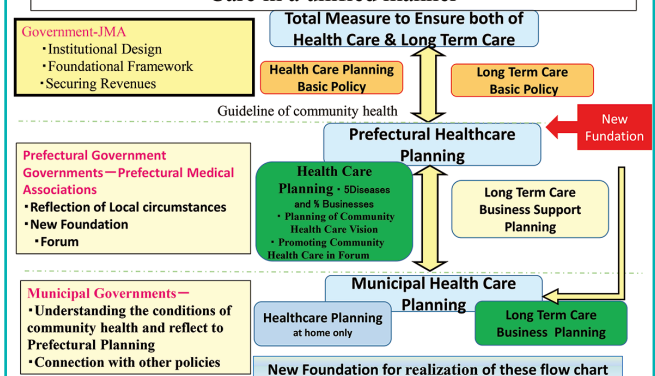 Care in a unified manner
Total Measure to Ensure both of
Health Care & Long Term Care
Government-JMA
・Institutional Design
・Foundational Framework
・Securing Revenues
Health Care Planning
Basic Policy
Long Term Care
Basic Policy
Guideline of community health
New
Fundation
Prefectural Healthcare
Planning
Prefectural Government
Governments－Prefectural Medical
Associations
・Reflection of Local circumstances
・New Foundation
・Forum
Health Care
Planning・5Diseases
and ⅝ Businesses
・Planning of Community
Health Care Vision
・Promoting Community
Health Care in Forum
Long Term Care
Business Support
Planning
Municipal Health Care
Planning
Municipal Governments－
・Understanding the conditions of
community health and reflect to
Prefectural Planning
・Connection with other policies
Healthcare Planning
at home only
Long Term Care
Business Planning
New Foundation for realization of these flow chart